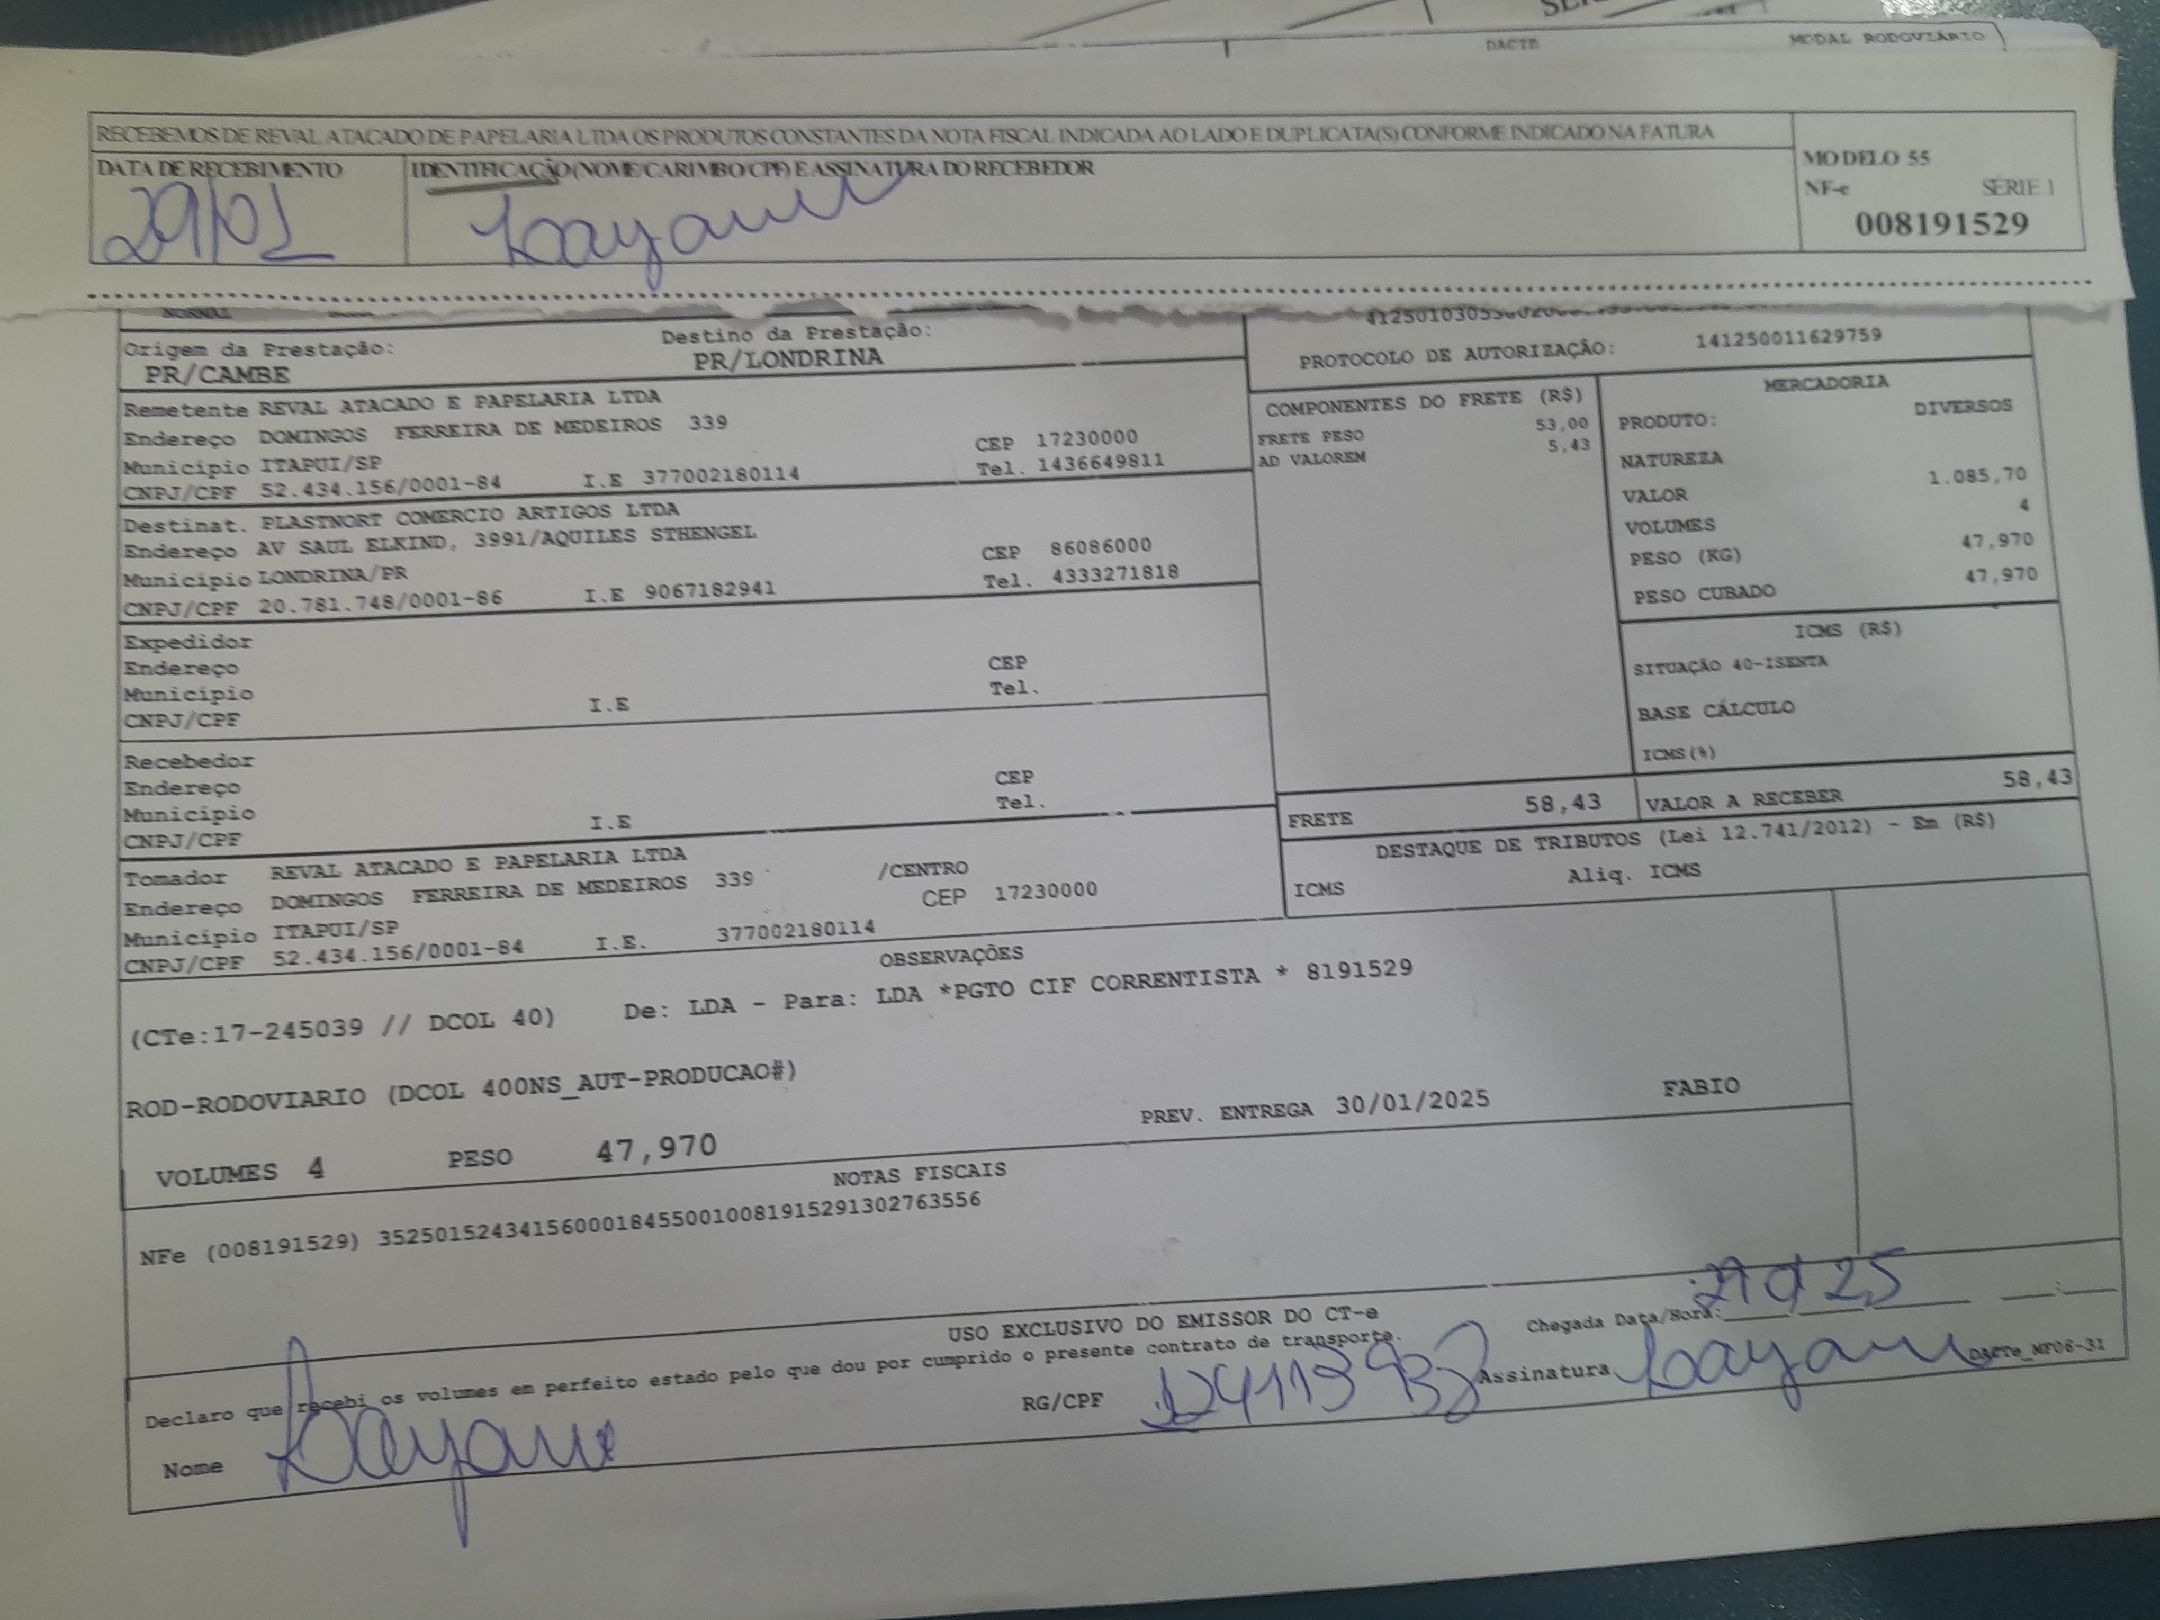 DACTE MODAL RODOVIÁRIO
RECEBEMOS DE REVAL ATACADO DE PAPELARIA LTDA OS PRODUTOS CONSTANTES DA NOTA FISCAL INDICADA AO LADO E DUPLICATA(S) CONFORME INDICADO NA FATURA
DATA DE RECEBIMENTO
29/01
IDENTIFICAÇÃO (NOME/CARIMBO/CPF) E ASSINATURA DO RECEBEDOR
Layane
MODELO 55
NF-e SÉRIE 1
008191529
NORMAL
Origem da Prestação: Destino da Prestação:
PR/CAMBE PR/LONDRINA
PROTOCOLO DE AUTORIZAÇÃO: 141250011629759
Remetente REVAL ATACADO E PAPELARIA LTDA
Endereço DOMINGOS FERREIRA DE MEDEIROS 339
Município ITAPUI/SP CEP 17230000
CNPJ/CPF 52.434.156/0001-84 I.E 377002180114 Tel. 1436649811
Destinat. PLASTNORT COMERCIO ARTIGOS LTDA
Endereço AV SAUL ELKIND, 3991/AQUILES STHENGEL
Município LONDRINA/PR CEP 86086000
CNPJ/CPF 20.781.748/0001-86 I.E 9067182941 Tel. 4333271818
Expedidor
Endereço
Município CEP
CNPJ/CPF I.E Tel.
Recebedor
Endereço
Município CEP
CNPJ/CPF I.E Tel.
Tomador REVAL ATACADO E PAPELARIA LTDA
Endereço DOMINGOS FERREIRA DE MEDEIROS 339 /CENTRO
Município ITAPUI/SP CEP 17230000
CNPJ/CPF 52.434.156/0001-84 I.E. 377002180114
COMPONENTES DO FRETE (R$)
FRETE PESO 53,00
AD VALOREM 5,43
MERCADORIA
PRODUTO: DIVERSOS
NATUREZA
VALOR 1.085,70
VOLUMES 4
PESO (KG) 47,970
PESO CUBADO 47,970
ICMS (R$)
SITUAÇÃO 40-ISENTA
BASE CÁLCULO
ICMS(%)
FRETE 58,43 VALOR A RECEBER 58,43
DESTAQUE DE TRIBUTOS (Lei 12.741/2012) - Em (R$)
ICMS Aliq. ICMS
OBSERVAÇÕES
(CTe:17-245039 // DCOL 40) De: LDA - Para: LDA *PGTO CIF CORRENTISTA * 8191529
ROD-RODOVIARIO (DCOL 400NS_AUT-PRODUCAO#)
PREV. ENTREGA 30/01/2025 FABIO
VOLUMES 4 PESO 47,970
NOTAS FISCAIS
NFe (008191529) 35250152434156000184550010081915291302763556
USO EXCLUSIVO DO EMISSOR DO CT-e
Declaro que recebi os volumes em perfeito estado pelo que dou por cumprido o presente contrato de transporte.
Chegada Data/Hora:
Nome Layane RG/CPF Assinatura Layane
DACTe_NF06-31